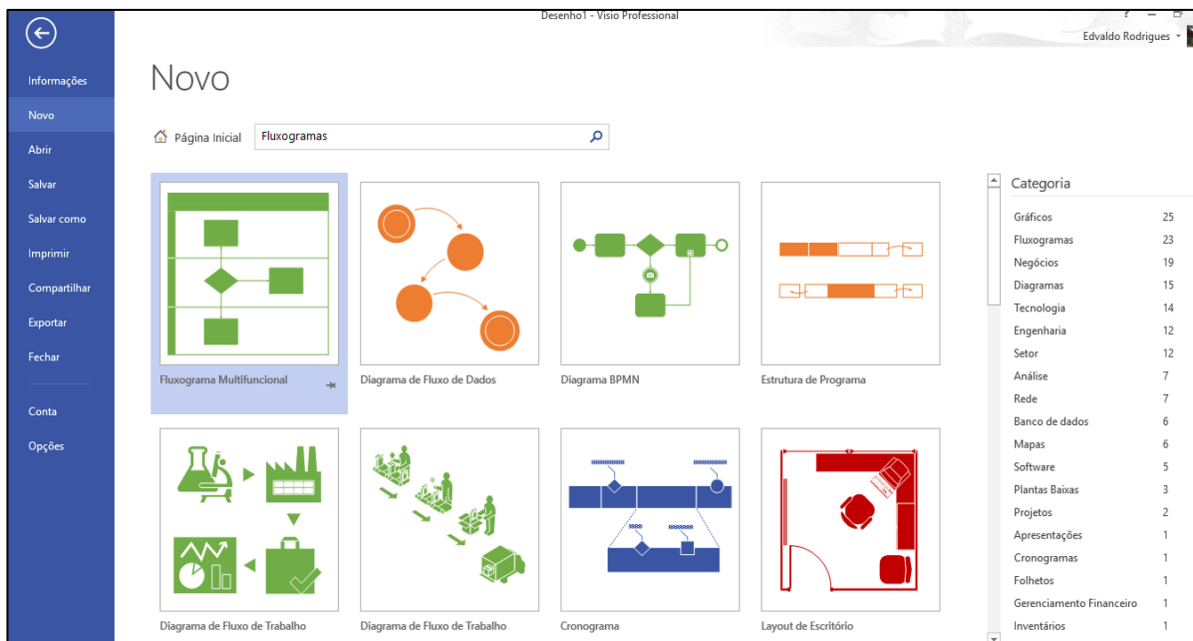 Desenho1 - Visio Professional
?
Edvaldo Rodrigues
Informações
Novo
Abrir
Salvar
Salvar como
Imprimir
Compartilhar
Exportar
Fechar
Conta
Opções
Novo
Página Inicial
Fluxogramas
Fluxograma Multifuncional
Diagrama de Fluxo de Dados
Diagrama BPMN
Estrutura de Programa
Diagrama de Fluxo de Trabalho
Diagrama de Fluxo de Trabalho
Cronograma
Layout de Escritório
Categoria
Gráficos 25
Fluxogramas 23
Negócios 19
Diagramas 15
Tecnologia 14
Engenharia 12
Setor 12
Análise 7
Rede 7
Banco de dados 6
Mapas 6
Software 5
Plantas Baixas 3
Projetos 2
Apresentações 1
Cronogramas 1
Folhetos 1
Gerenciamento Financeiro 1
Inventários 1